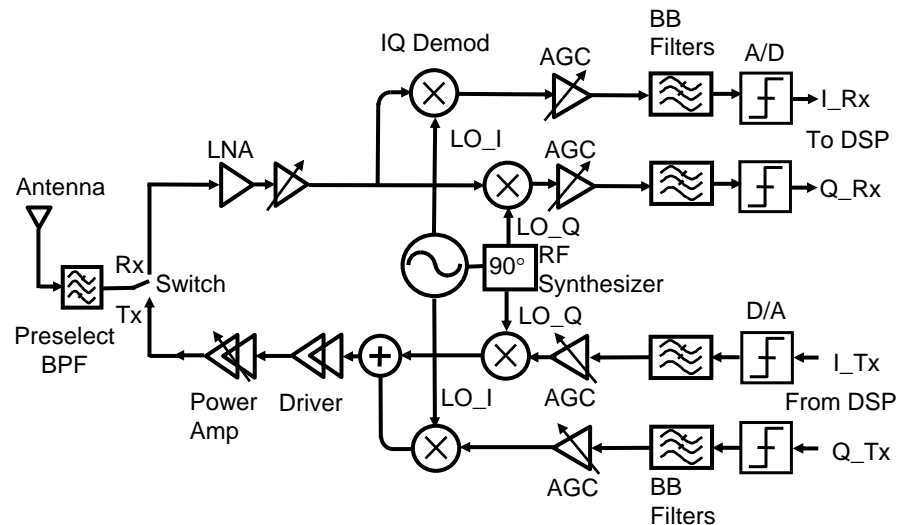 IQ Demod
AGC
BB
Filters
A/D
I_Rx
LO_I
To DSP
LNA
AGC
Antenna
Q_Rx
LO_Q
Rx
Switch
90°
RF
Synthesizer
Tx
Preselect
BPF
LO_Q
D/A
I_Tx
Power
Amp
Driver
LO_I
AGC
From DSP
Q_Tx
AGC
BB
Filters